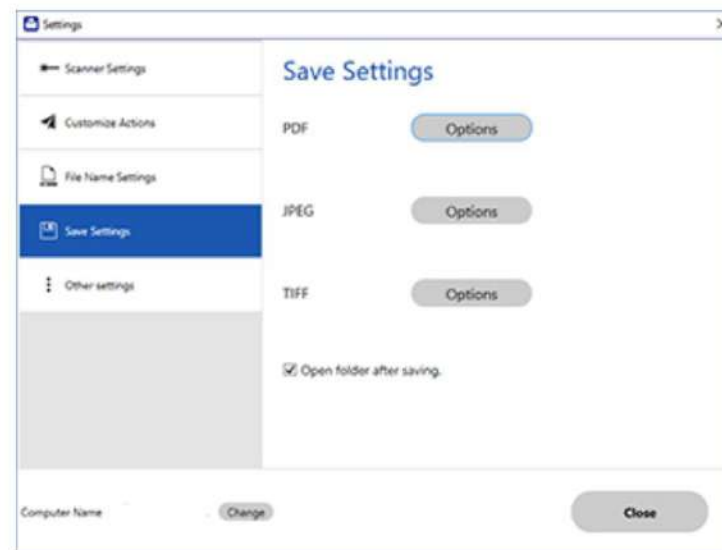 Settings
Scanner Settings
Customize Actions
File Name Settings
Save Settings
Other settings
Save Settings
PDF Options
JPEG Options
TIFF Options
Open folder after saving.
Computer Name Change
Close